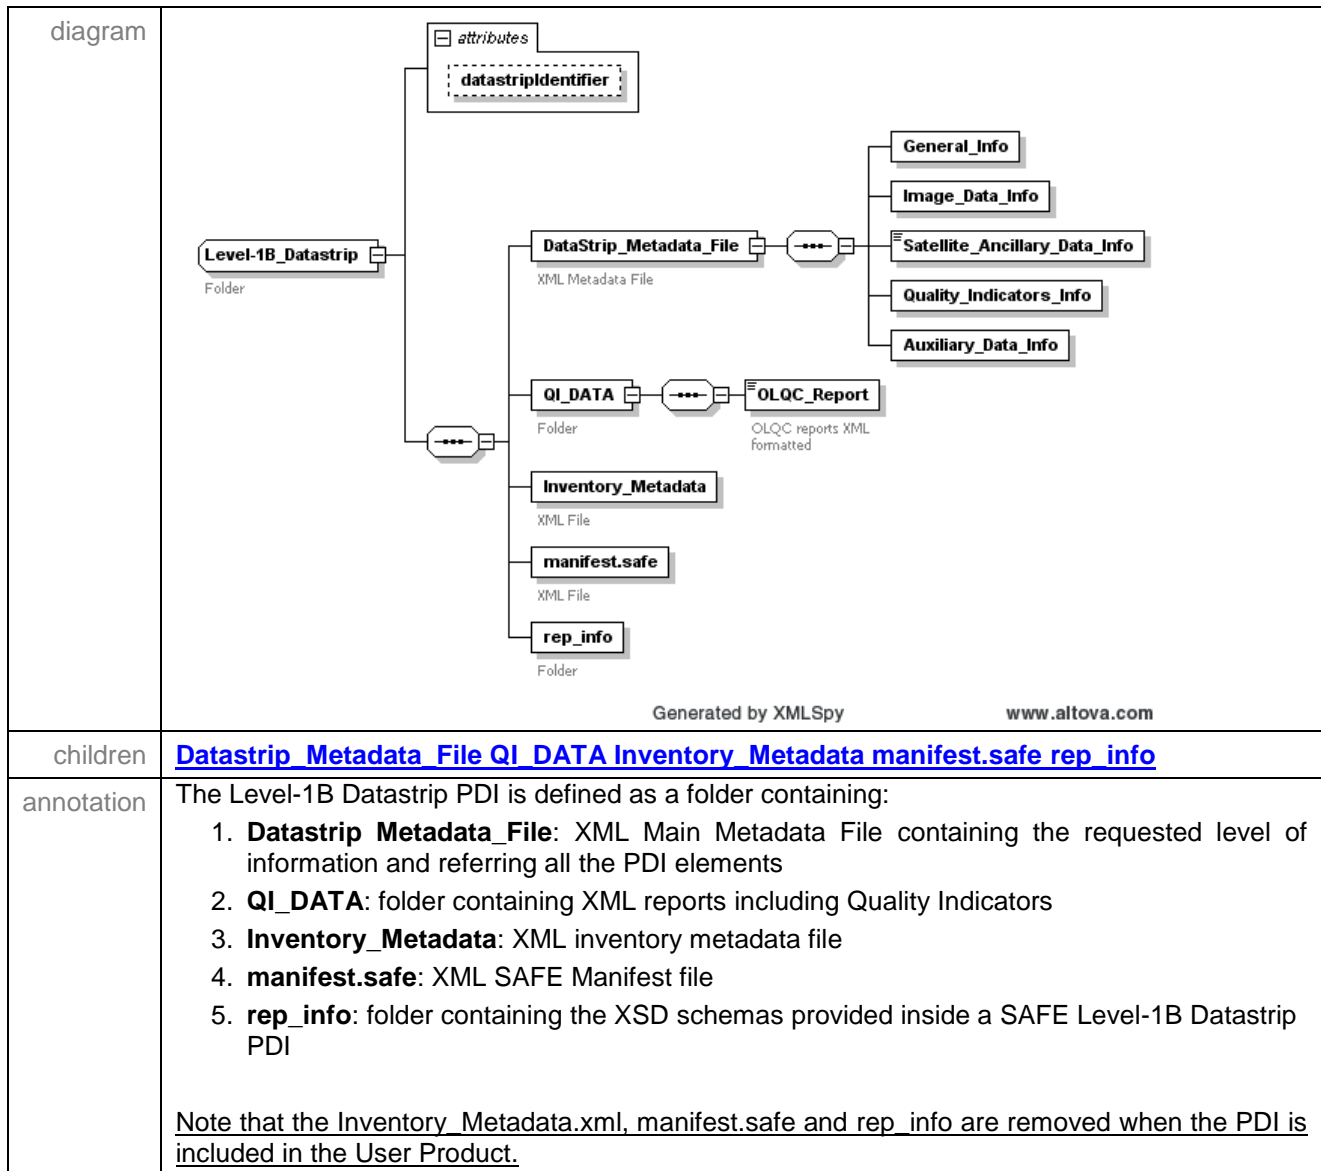 diagram
attributes
datastripIdentifier
General_Info
Image_Data_Info
Level-1B_Datastrip
Folder
DataStrip_Metadata_File
XML Metadata File
Satellite_Ancillary_Data_Info
Quality_Indicators_Info
Auxiliary_Data_Info
QI_DATA
Folder
OLQC_Report
OLQC reports XML
formatted
Inventory_Metadata
XML File
manifest.safe
XML File
rep_info
Folder
Generated by XMLSpy www.altova.com
children Datastrip_Metadata_File QI_DATA Inventory_Metadata manifest.safe rep_info
annotation The Level-1B Datastrip PDI is defined as a folder containing:
1. Datastrip Metadata_File: XML Main Metadata File containing the requested level of
information and referring all the PDI elements
2. QI_DATA: folder containing XML reports including Quality Indicators
3. Inventory_Metadata: XML inventory metadata file
4. manifest.safe: XML SAFE Manifest file
5. rep_info: folder containing the XSD schemas provided inside a SAFE Level-1B Datastrip
PDI
Note that the Inventory_Metadata.xml, manifest.safe and rep_info are removed when the PDI is
included in the User Product.